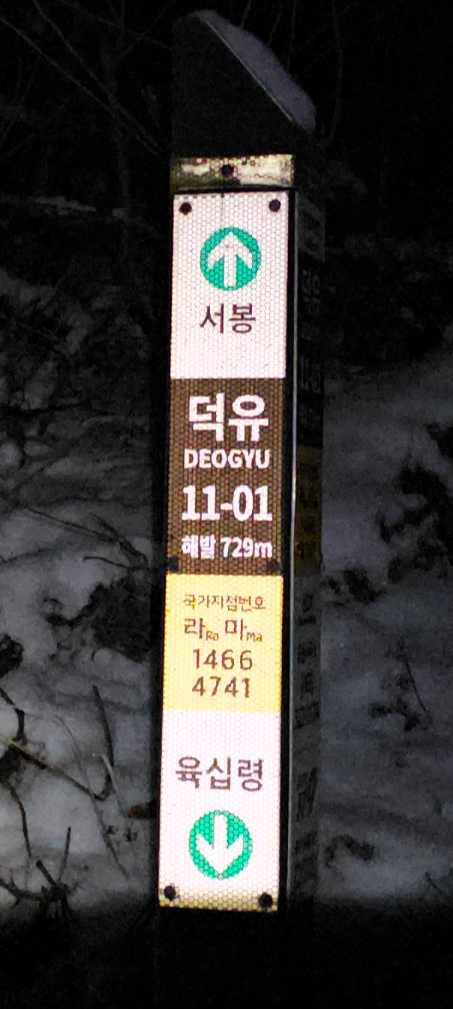 서봉
덕유
DEOGYU
11-01
해발 729m
국가지점번호
라Ra 마Ma
1466
4741
육십령